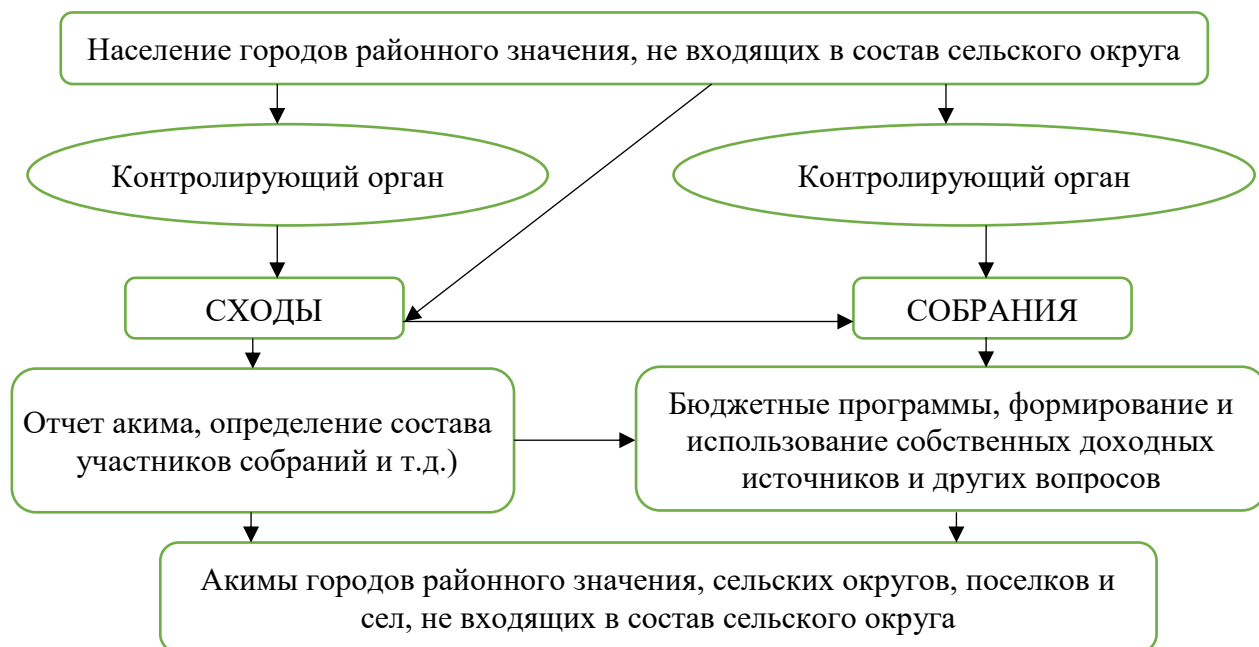 Население городов районного значения, не входящих в состав сельского округа
Контролирующий орган
Контролирующий орган
СХОДЫ
СОБРАНИЯ
Отчет акима, определение состава
участников собраний и т.д.)
Бюджетные программы, формирование и
использование собственных доходных
источников и других вопросов
Акимы городов районного значения, сельских округов, поселков и
сел, не входящих в состав сельского округа